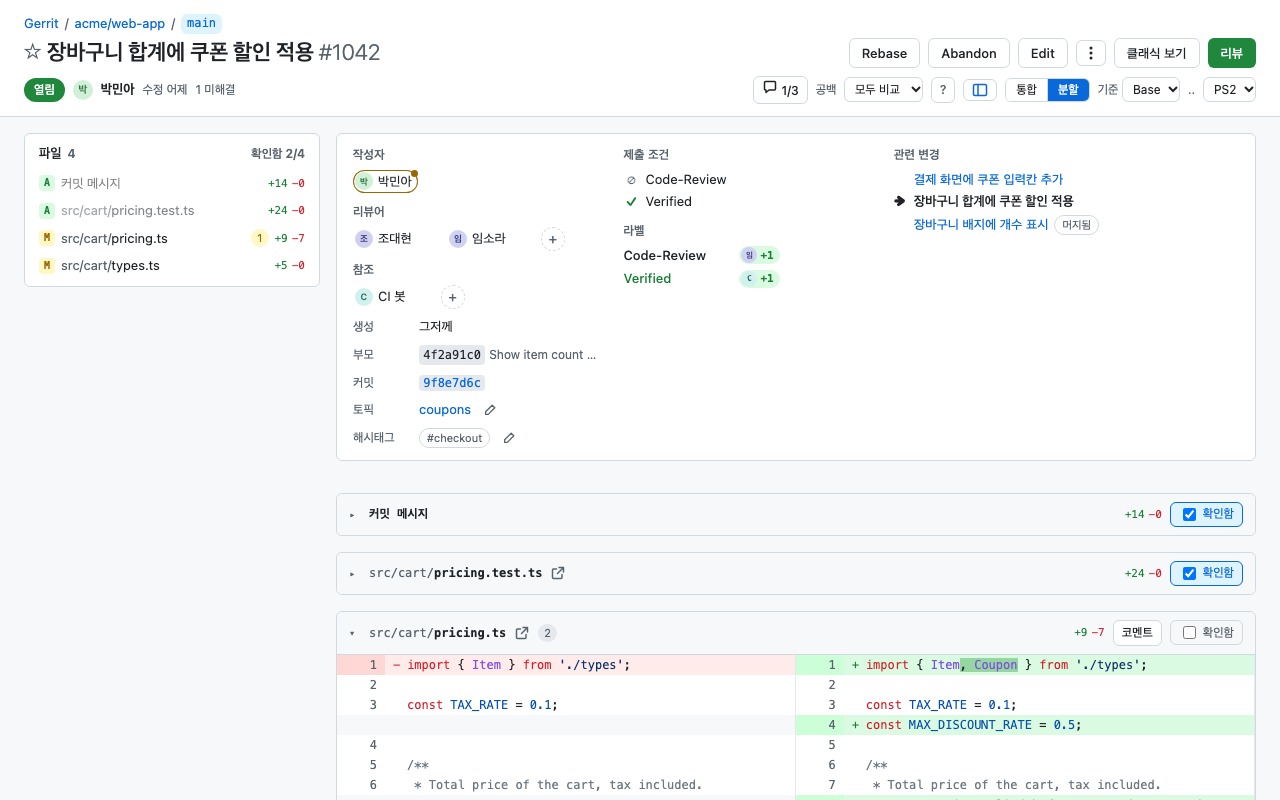 Gerrit / acme/web-app / main
☆ 장바구니 합계에 쿠폰 할인 적용 #1042
Rebase Abandon Edit ⋮ 클래식 보기 리뷰
열림 박 박민아 수정 어제 1 미해결
1/3 공백 모두 비교 ? 통합 분할 기준 Base .. PS2
파일 4 확인함 2/4
A 커밋 메시지 +14 −0
A src/cart/pricing.test.ts +24 −0
M src/cart/pricing.ts 1 +9 −7
M src/cart/types.ts +5 −0
작성자
박 박민아
리뷰어
조 조대현 임 임소라 +
참조
C CI 봇 +
생성 그저께
부모 4f2a91c0 Show item count ...
커밋 9f8e7d6c
토픽 coupons
해시태그 #checkout
제출 조건
Code-Review
Verified
라벨
Code-Review 임 +1
Verified C +1
관련 변경
결제 화면에 쿠폰 입력칸 추가
장바구니 합계에 쿠폰 할인 적용
장바구니 배지에 개수 표시 머지됨
커밋 메시지 +14 −0 확인함
src/cart/pricing.test.ts +24 −0 확인함
src/cart/pricing.ts 2 +9 −7 코멘트 확인함
1 − import { Item } from './types';
2
3 const TAX_RATE = 0.1;
4
5 /**
6 * Total price of the cart, tax included.
1 + import { Item, Coupon } from './types';
2
3 const TAX_RATE = 0.1;
4 + const MAX_DISCOUNT_RATE = 0.5;
5
6 /**
7 * Total price of the cart, tax included.